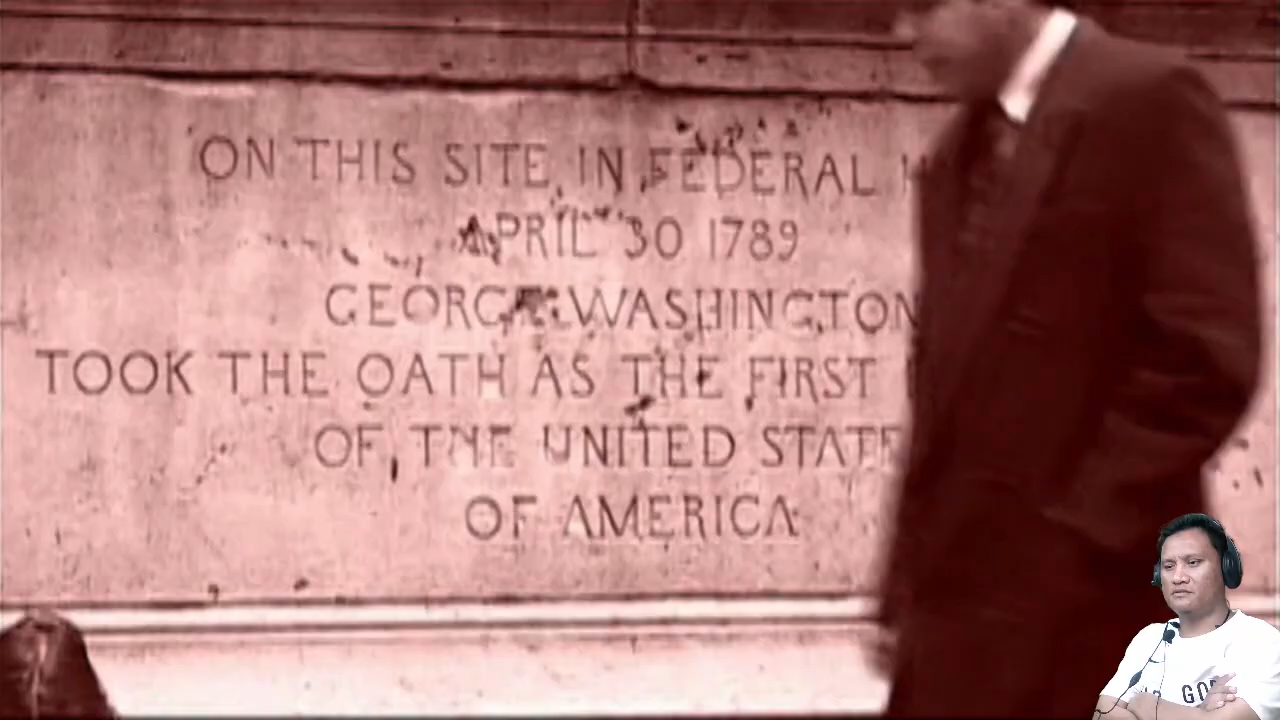 ON THIS SITE IN FEDERAL
APRIL 30 1789
GEORGE WASHINGTON
TOOK THE OATH AS THE FIRST
OF THE UNITED STATE
OF AMERICA